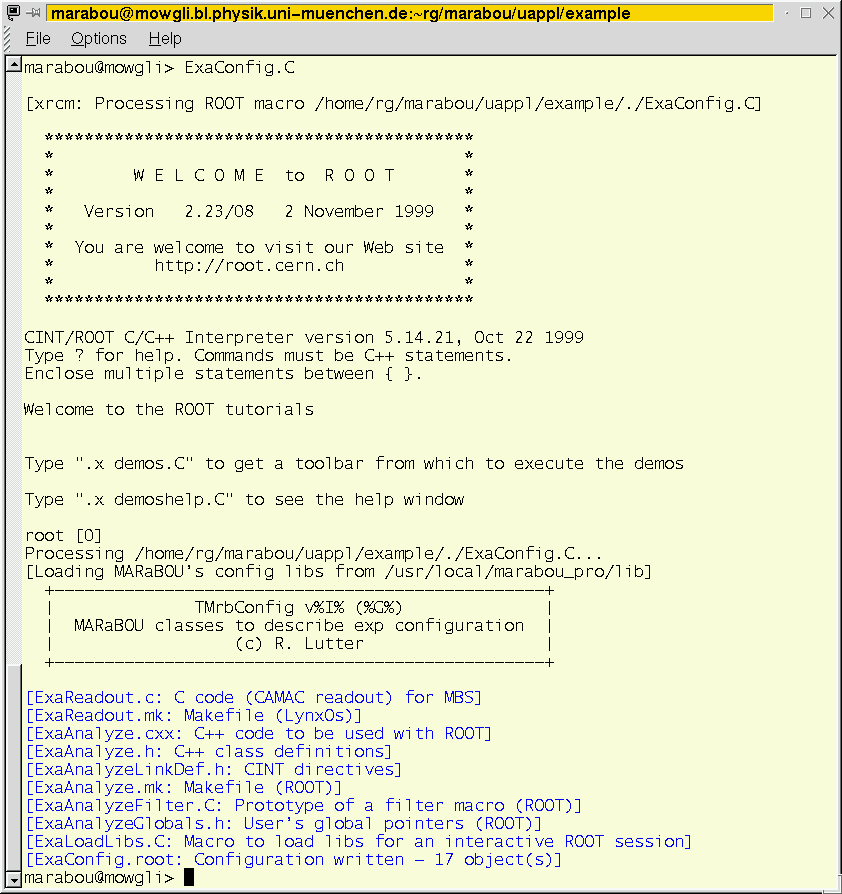 marabou@mowgli.bl.physik.uni-muenchen.de:~rg/marabou/uappl/example
File Options Help
marabou@mowgli> ExaConfig.C
[xrcm: Processing ROOT macro /home/rg/marabou/uappl/example/./ExaConfig.C]
*******************************************
* *
* W E L C O M E to R O O T *
* *
* Version 2.23/08 2 November 1999 *
* *
* You are welcome to visit our Web site *
* http://root.cern.ch *
* *
*******************************************
CINT/ROOT C/C++ Interpreter version 5.14.21, Oct 22 1999
Type ? for help. Commands must be C++ statements.
Enclose multiple statements between { }.
Welcome to the ROOT tutorials
Type ".x demos.C" to get a toolbar from which to execute the demos
Type ".x demoshelp.C" to see the help window
root [0]
Processing /home/rg/marabou/uappl/example/./ExaConfig.C...
[Loading MARaBOU's config libs from /usr/local/marabou_pro/lib]
+-------------------------------------------------+
| TMrbConfig v%I% (%G%) |
| MARaBOU classes to describe exp configuration |
| (c) R. Lutter |
+-------------------------------------------------+
[ExaReadout.c: C code (CAMAC readout) for MBS]
[ExaReadout.mk: Makefile (LynxOs)]
[ExaAnalyze.cxx: C++ code to be used with ROOT]
[ExaAnalyze.h: C++ class definitions]
[ExaAnalyzeLinkDef.h: CINT directives]
[ExaAnalyze.mk: Makefile (ROOT)]
[ExaAnalyzeFilter.C: Prototype of a filter macro (ROOT)]
[ExaAnalyzeGlobals.h: User's global pointers (ROOT)]
[ExaLoadLibs.C: Macro to load libs for an interactive ROOT session]
[ExaConfig.root: Configuration written - 17 object(s)]
marabou@mowgli>